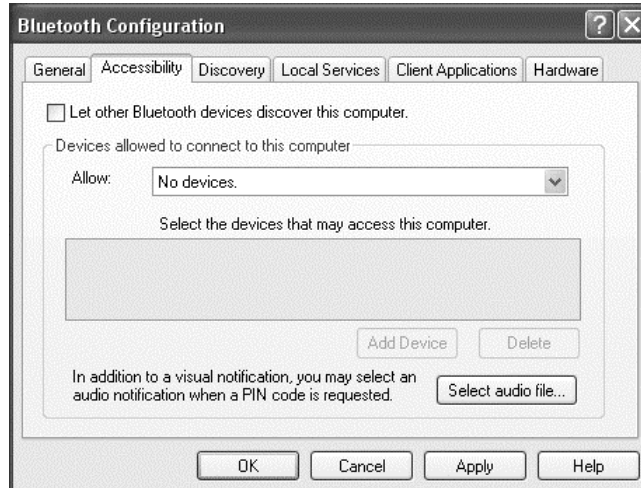 Bluetooth Configuration
General Accessibility Discovery Local Services Client Applications Hardware
Let other Bluetooth devices discover this computer.
Devices allowed to connect to this computer
Allow: No devices.
Select the devices that may access this computer.
Add Device Delete
In addition to a visual notification, you may select an
audio notification when a PIN code is requested.
Select audio file...
OK Cancel Apply Help